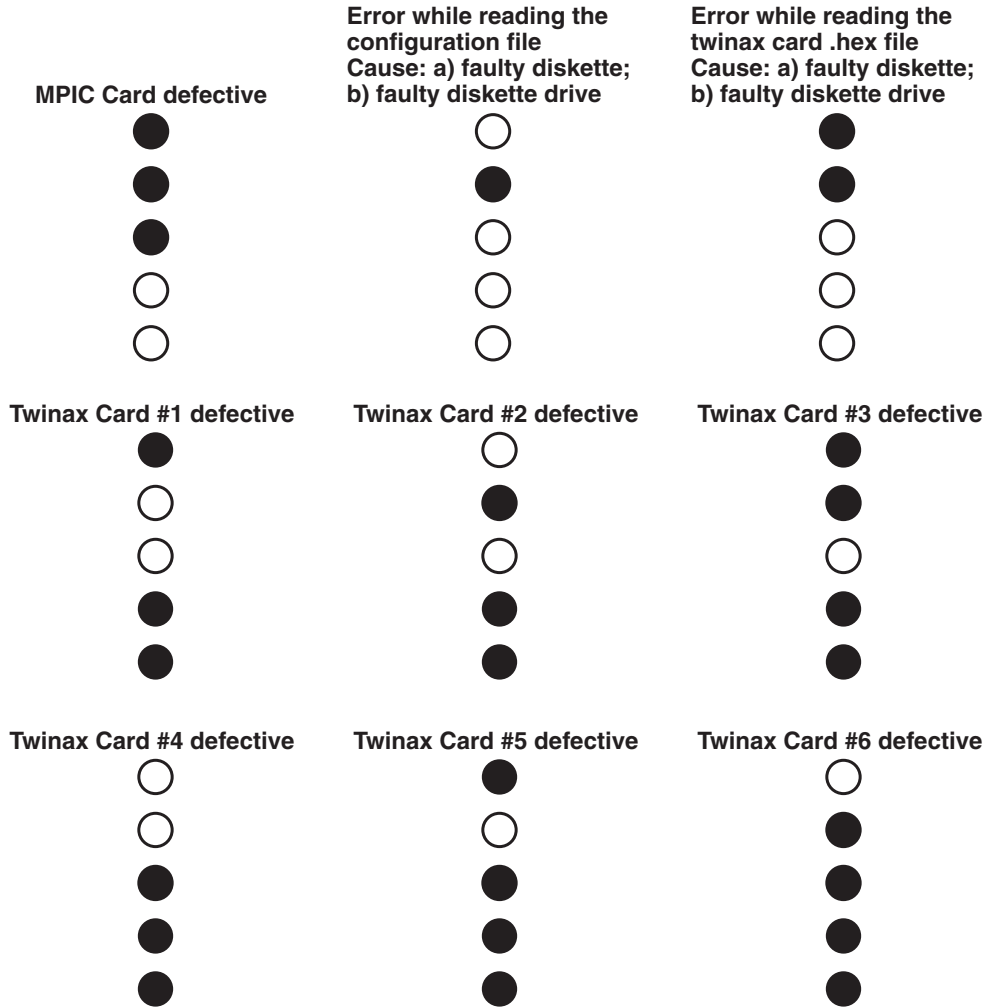 MPIC Card defective
Error while reading the
configuration file
Cause: a) faulty diskette;
b) faulty diskette drive
Error while reading the
twinax card .hex file
Cause: a) faulty diskette;
b) faulty diskette drive
Twinax Card #1 defective
Twinax Card #2 defective
Twinax Card #3 defective
Twinax Card #4 defective
Twinax Card #5 defective
Twinax Card #6 defective